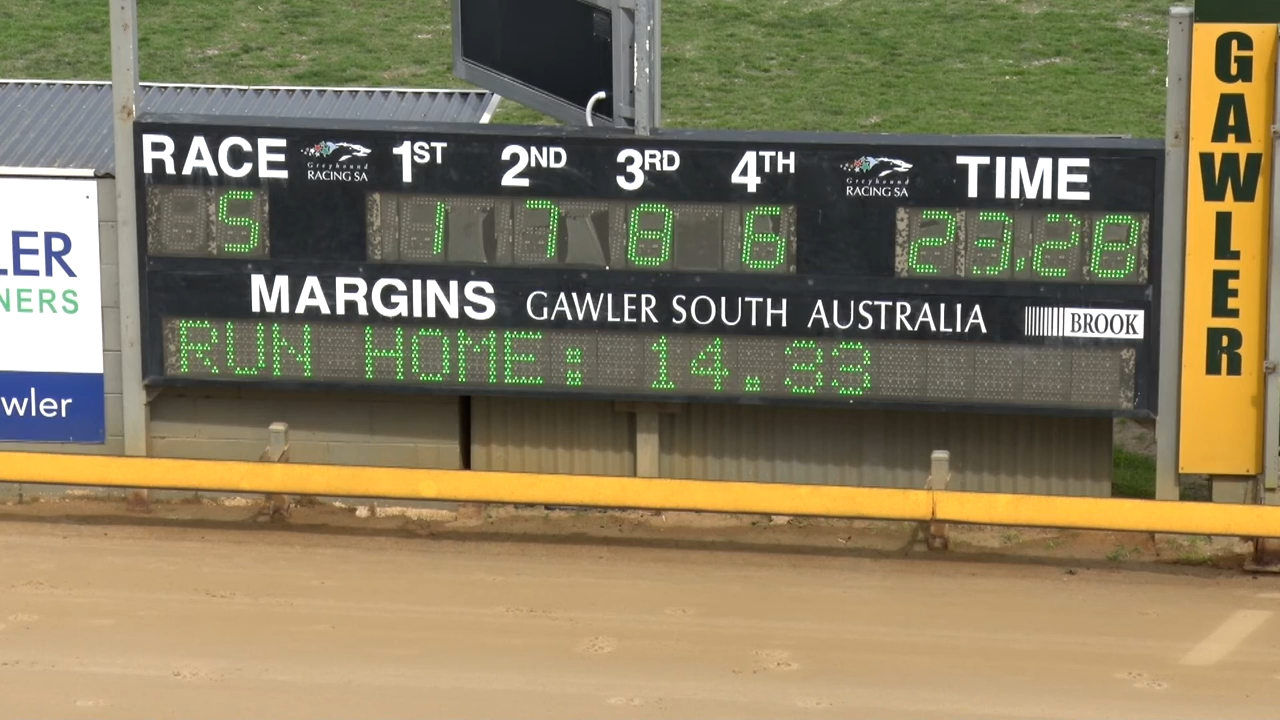 RACE 1ST 2ND 3RD 4TH TIME
Greyhound RACING SA
Greyhound RACING SA
5 1 7 8 6 23.28
MARGINS GAWLER SOUTH AUSTRALIA BROOK
RUN HOME: 14.33
GAWLER
LER
NERS
wler